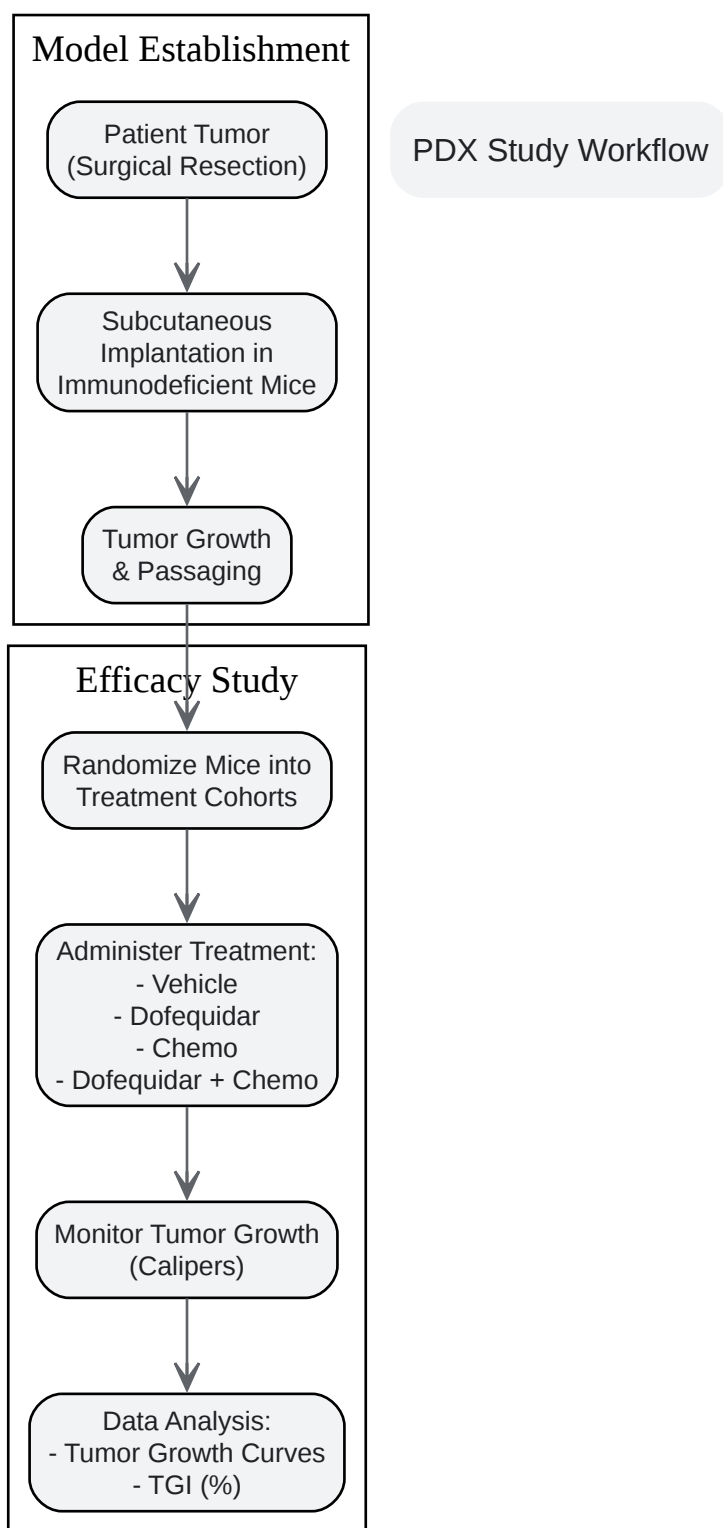 Model Establishment
Patient Tumor
(Surgical Resection)
PDX Study Workflow
Subcutaneous
Implantation in
Immunodeficient Mice
Tumor Growth
& Passaging
Efficacy Study
Randomize Mice into
Treatment Cohorts
Administer Treatment:
- Vehicle
- Dofequidar
- Chemo
- Dofequidar + Chemo
Monitor Tumor Growth
(Calipers)
Data Analysis:
- Tumor Growth Curves
- TGI (%)